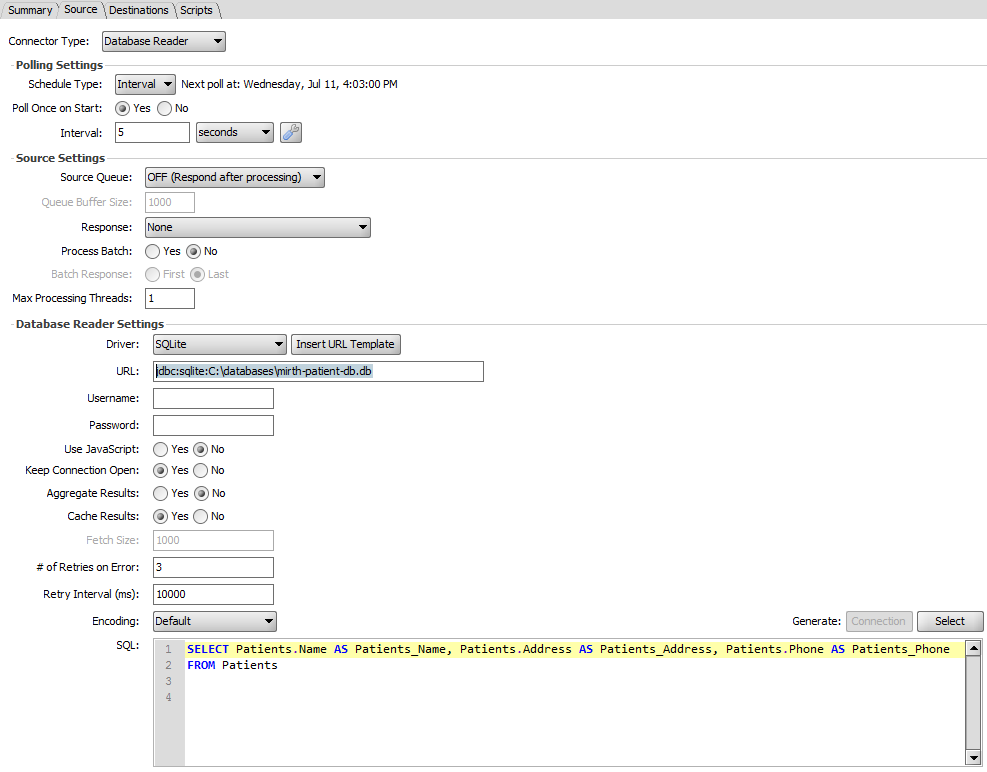 Summary Source Destinations Scripts
Connector Type: Database Reader
Polling Settings
Schedule Type: Interval Next poll at: Wednesday, Jul 11, 4:03:00 PM
Poll Once on Start: Yes No
Interval: 5 seconds
Source Settings
Source Queue: OFF (Respond after processing)
Queue Buffer Size: 1000
Response: None
Process Batch: Yes No
Batch Response: First Last
Max Processing Threads: 1
Database Reader Settings
Driver: SQLite Insert URL Template
URL: jdbc:sqlite:C:\databases\mirth-patient-db.db
Username:
Password:
Use JavaScript: Yes No
Keep Connection Open: Yes No
Aggregate Results: Yes No
Cache Results: Yes No
Fetch Size: 1000
# of Retries on Error: 3
Retry Interval (ms): 10000
Encoding: Default Generate: Connection Select
SQL: 1 SELECT Patients.Name AS Patients_Name, Patients.Address AS Patients_Address, Patients.Phone AS Patients_Phone
2 FROM Patients
3
4